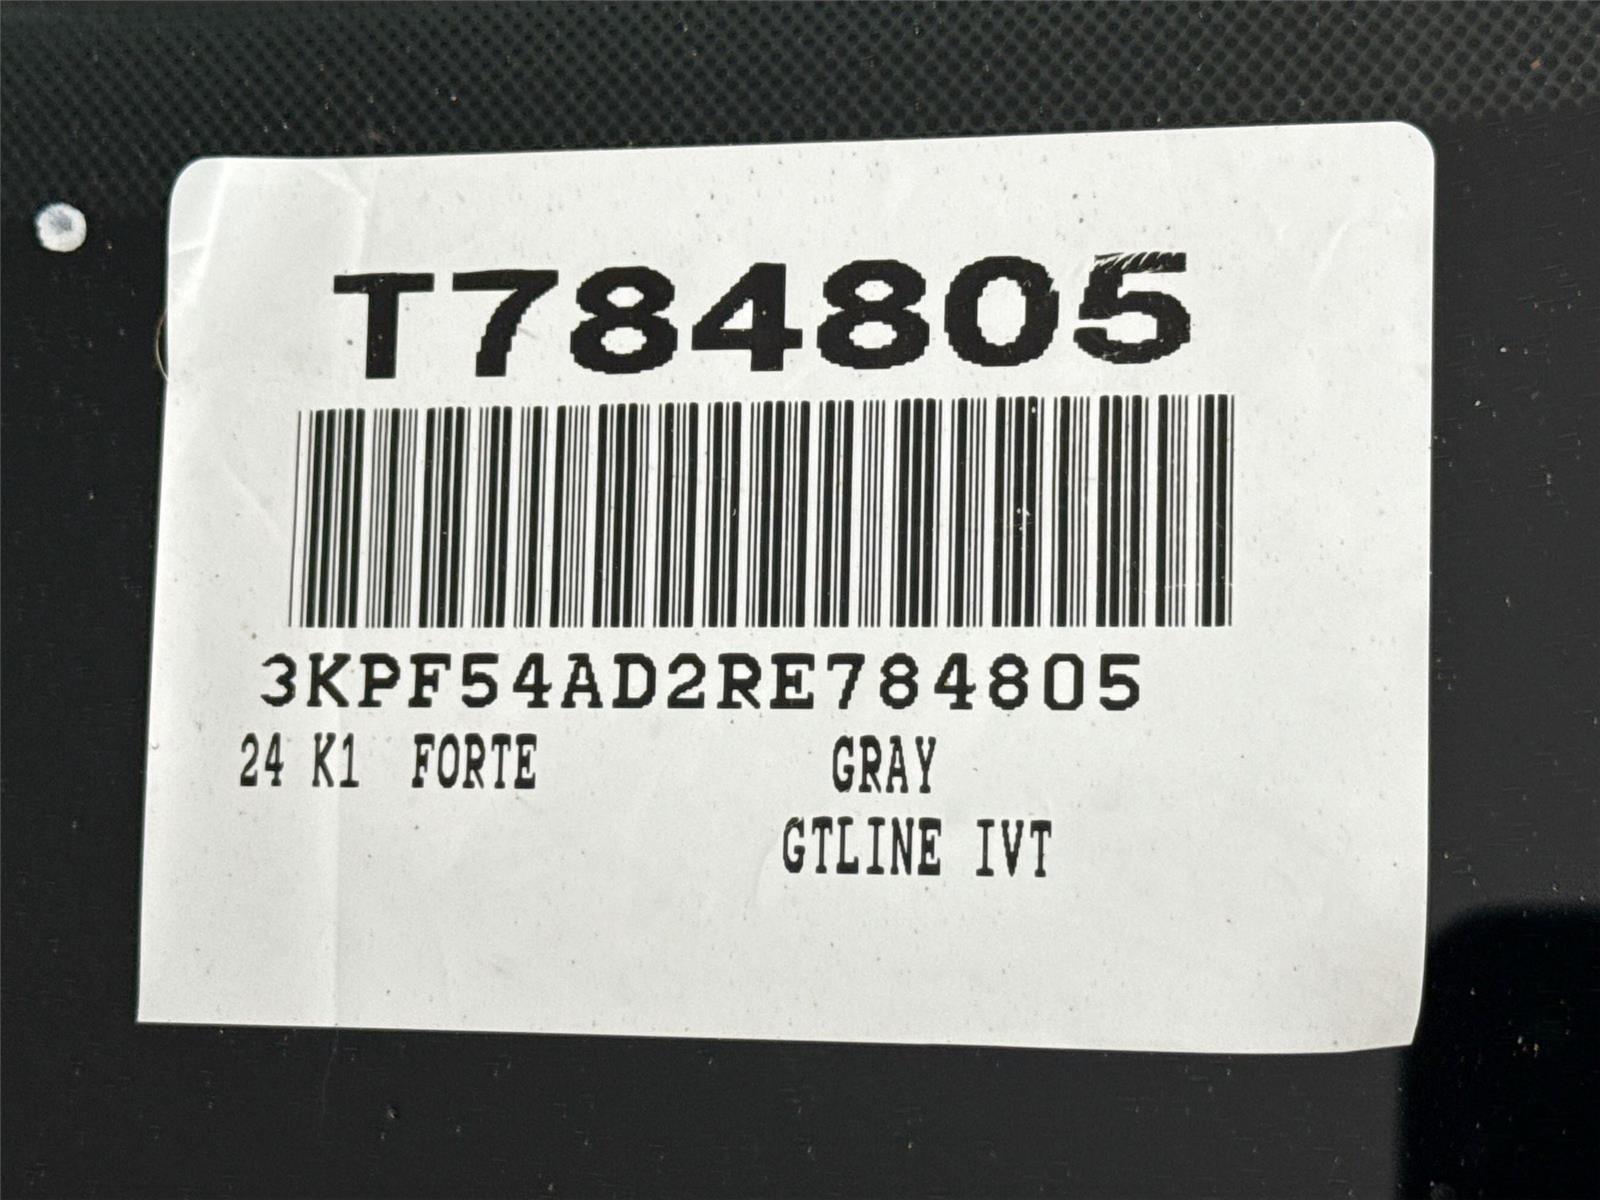 T784805
3KPF54AD2RE784805
24 K1 FORTE GRAY
GTLINE IVT